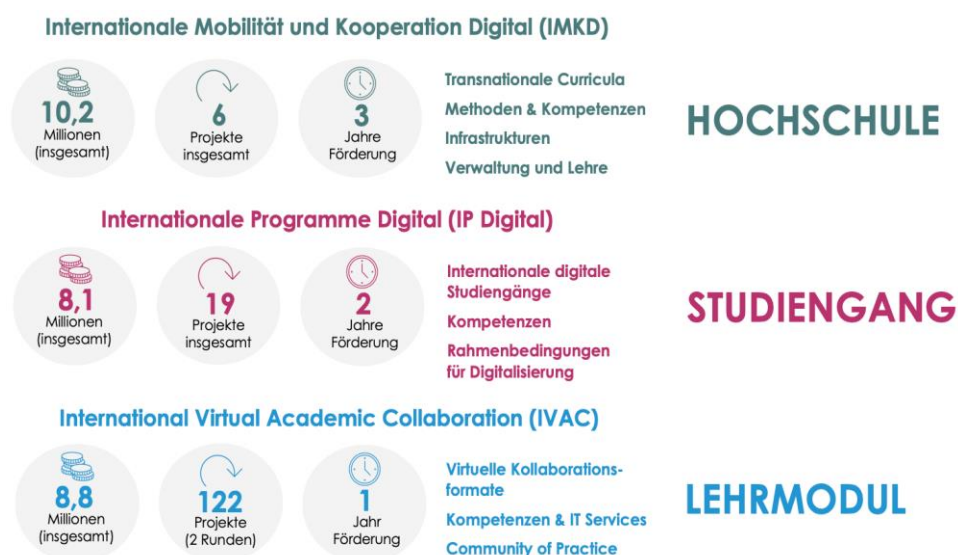 Internationale Mobilität und Kooperation Digital (IMKD)
10,2
Millionen
(insgesamt)
6
Projekte
insgesamt
3
Jahre
Förderung
Transnationale Curricula
Methoden & Kompetenzen
Infrastrukturen
Verwaltung und Lehre
HOCHSCHULE
Internationale Programme Digital (IP Digital)
8,1
Millionen
(insgesamt)
19
Projekte
insgesamt
2
Jahre
Förderung
Internationale digitale
Studiengänge
Kompetenzen
Rahmenbedingungen
für Digitalisierung
STUDIENGANG
International Virtual Academic Collaboration (IVAC)
8,8
Millionen
(insgesamt)
122
Projekte
(2 Runden)
1
Jahr
Förderung
Virtuelle Kollaborations-
formate
Kompetenzen & IT Services
Community of Practice
LEHRMODUL